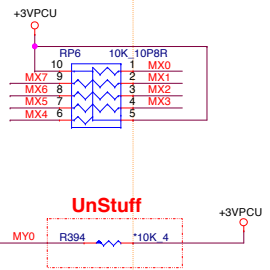 +3VPCU
RP6 10K_10P8R
10 1 MX0
MX7 9 2 MX1
MX6 8 3 MX2
MX5 7 4 MX3
MX4 6 5
UnStuff
+3VPCU
MY0 R394 *10K_4